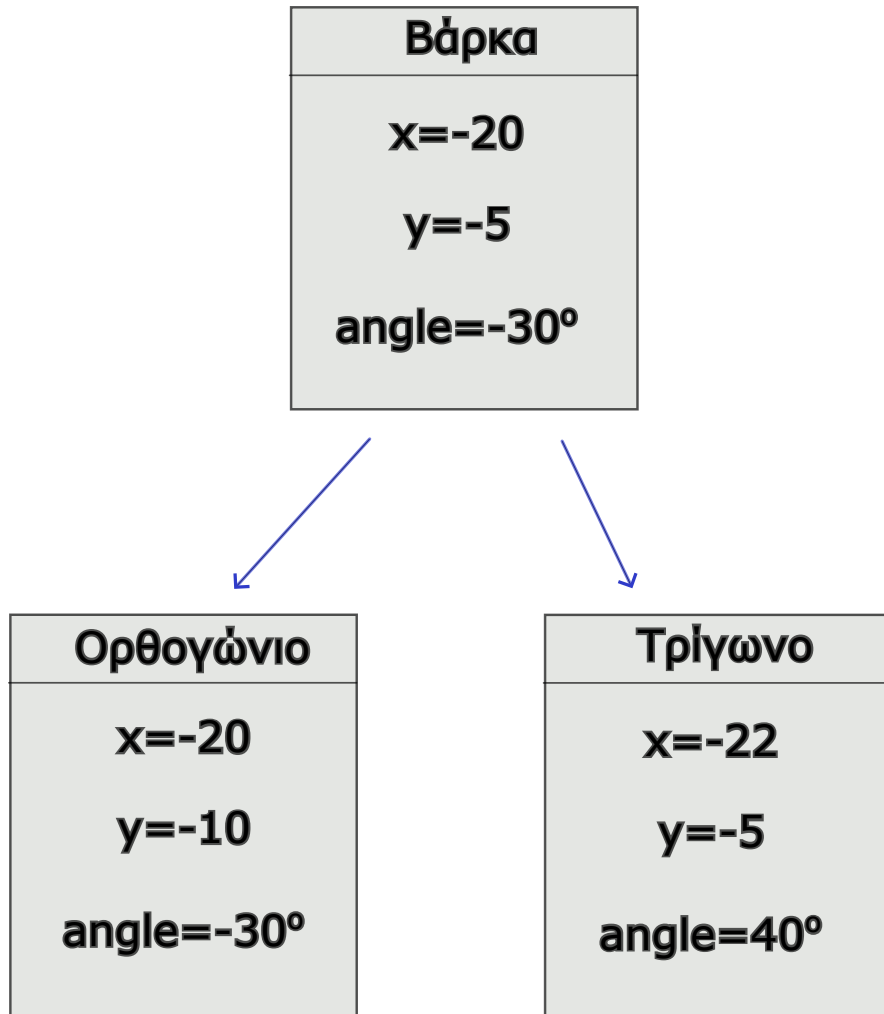 Βάρκα
x=-20
y=-5
angle=-30º
Ορθογώνιο
x=-20
y=-10
angle=-30º
Τρίγωνο
x=-22
y=-5
angle=40º